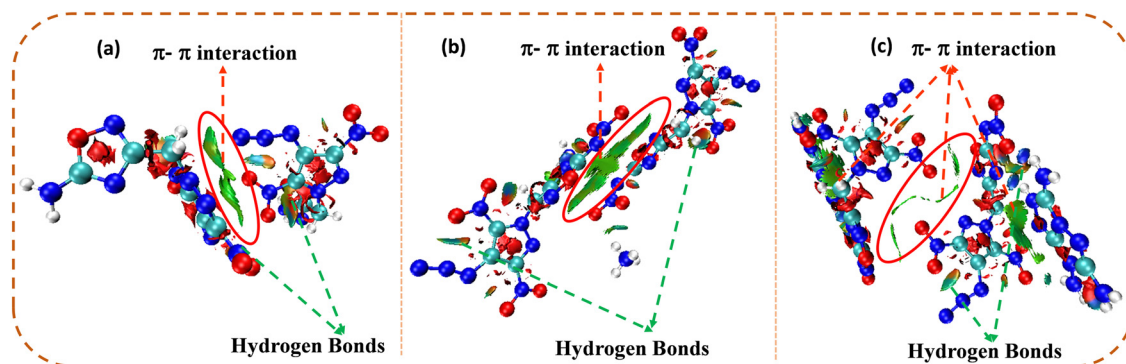 (a)
π- π interaction
Hydrogen Bonds
(b)
π- π interaction
Hydrogen Bonds
(c)
π- π interaction
Hydrogen Bonds